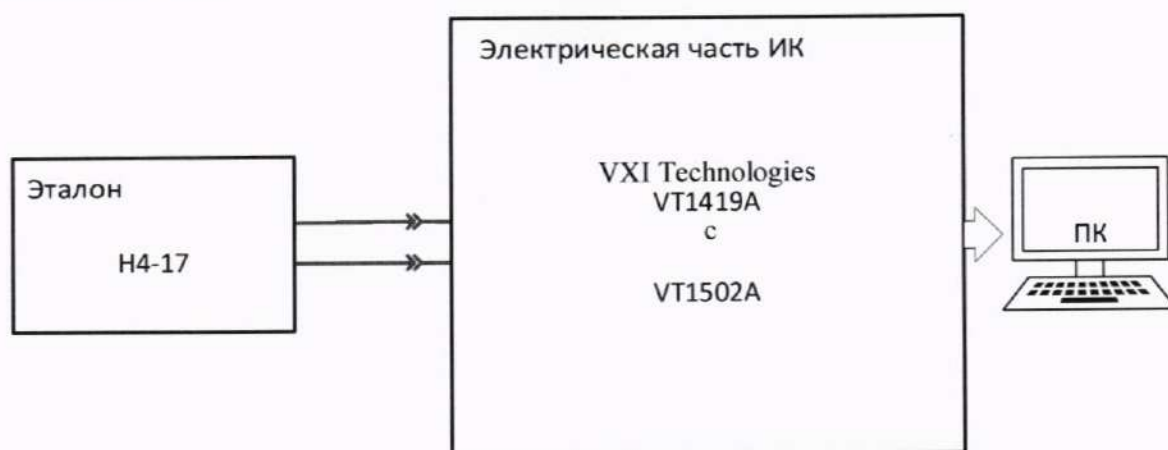 Электрическая часть ИК
Эталон
Н4-17
VXI Technologies
VT1419A
с
VT1502A
ПК